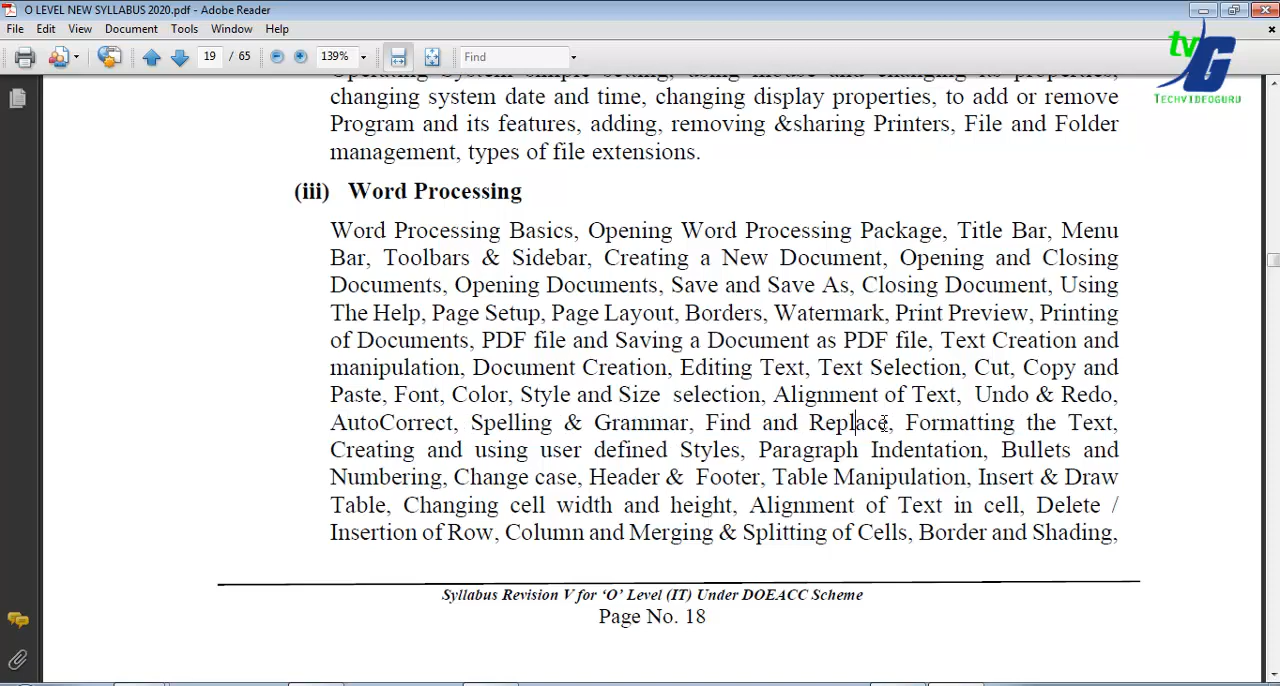 O LEVEL NEW SYLLABUS 2020.pdf - Adobe Reader
File Edit View Document Tools Window Help
19 / 65 139% Find
tv G
TECHVIDEOGURU
Operating System simple setting, using mouse and changing its properties,
changing system date and time, changing display properties, to add or remove
Program and its features, adding, removing &sharing Printers, File and Folder
management, types of file extensions.
(iii) Word Processing
Word Processing Basics, Opening Word Processing Package, Title Bar, Menu
Bar, Toolbars & Sidebar, Creating a New Document, Opening and Closing
Documents, Opening Documents, Save and Save As, Closing Document, Using
The Help, Page Setup, Page Layout, Borders, Watermark, Print Preview, Printing
of Documents, PDF file and Saving a Document as PDF file, Text Creation and
manipulation, Document Creation, Editing Text, Text Selection, Cut, Copy and
Paste, Font, Color, Style and Size selection, Alignment of Text, Undo & Redo,
AutoCorrect, Spelling & Grammar, Find and Replace, Formatting the Text,
Creating and using user defined Styles, Paragraph Indentation, Bullets and
Numbering, Change case, Header & Footer, Table Manipulation, Insert & Draw
Table, Changing cell width and height, Alignment of Text in cell, Delete /
Insertion of Row, Column and Merging & Splitting of Cells, Border and Shading,
Syllabus Revision V for ‘O’ Level (IT) Under DOEACC Scheme
Page No. 18